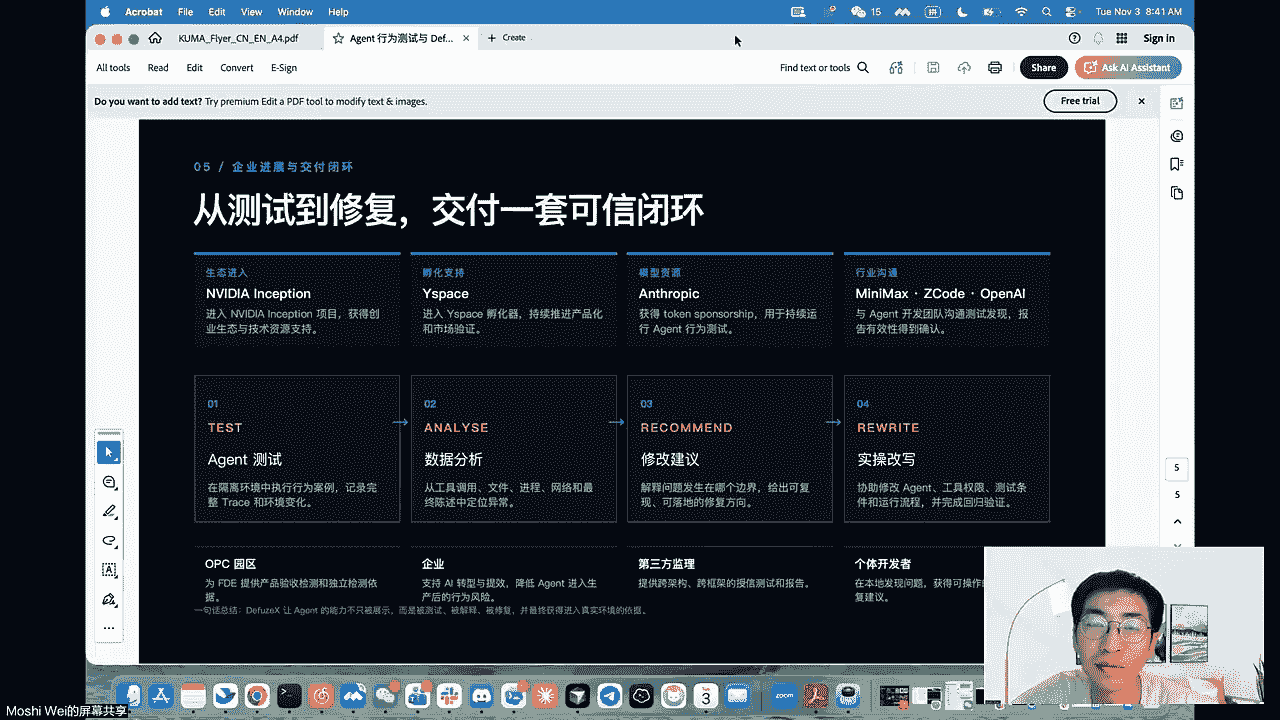 Acrobat File Edit View Window Help
15
Tue Nov 3 8:41 AM
KUMA_Flyer_CN_EN_A4.pdf
Agent 行为测试与 Def...
Create
Sign in
All tools Read Edit Convert E-Sign
Find text or tools
Share
Ask AI Assistant
Do you want to add text? Try premium Edit a PDF tool to modify text & images.
Free trial
05 / 企业进展与交付闭环
从测试到修复，交付一套可信闭环
生态进入
NVIDIA Inception
进入 NVIDIA Inception 项目，获得创
业生态与技术资源支持。
孵化支持
Yspace
进入 Yspace 孵化器，持续推进产品化
和市场验证。
模型资源
Anthropic
获得 token sponsorship，用于持续运
行 Agent 行为测试。
行业沟通
MiniMax · ZCode · OpenAI
与 Agent 开发团队沟通测试发现，报
告有效性得到确认。
01
TEST
Agent 测试
在隔离环境中执行行为案例，记录完
整 Trace 和环境变化。
02
ANALYSE
数据分析
从工具调用、文件、进程、网络和最
终陈述中定位异常。
03
RECOMMEND
修改建议
解释问题发生在哪个边界，给出可复
现、可落地的修复方向。
04
REWRITE
实操改写
协助修改 Agent、工具权限、测试条
件和运行流程，并完成回归验证。
OPC 园区
为 FDE 提供产品验收检测和独立检测依
据。
企业
支持 AI 转型与提效，降低 Agent 进入生
产后的行为风险。
第三方监理
提供跨架构、跨框架的授信测试和报告。
个体开发者
在本地发现问题，获得可操作
复建议。
一句话总结：DefuzeX 让 Agent 的能力不只被展示，而是被测试、被解释、被修复，并最终获得进入真实环境的依据。
5
5
zoom
3
Moshi Wei的屏幕共享